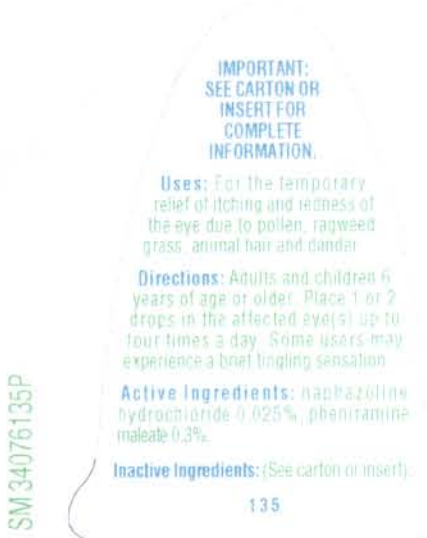 IMPORTANT:
SEE CARTON OR
INSERT FOR
COMPLETE
INFORMATION.
Uses: For the temporary
relief of itching and redness of
the eye due to pollen, ragweed
grass, animal hair and dander
Directions: Adults and children 6
years of age or older. Place 1 or 2
drops in the affected eye(s) up to
four times a day. Some users may
experience a brief tingling sensation
Active Ingredients: naphazoline
hydrochloride 0.025%, pheniramine
maleate 0.3%.
Inactive Ingredients: (See carton or insert).
135
SM34076135P